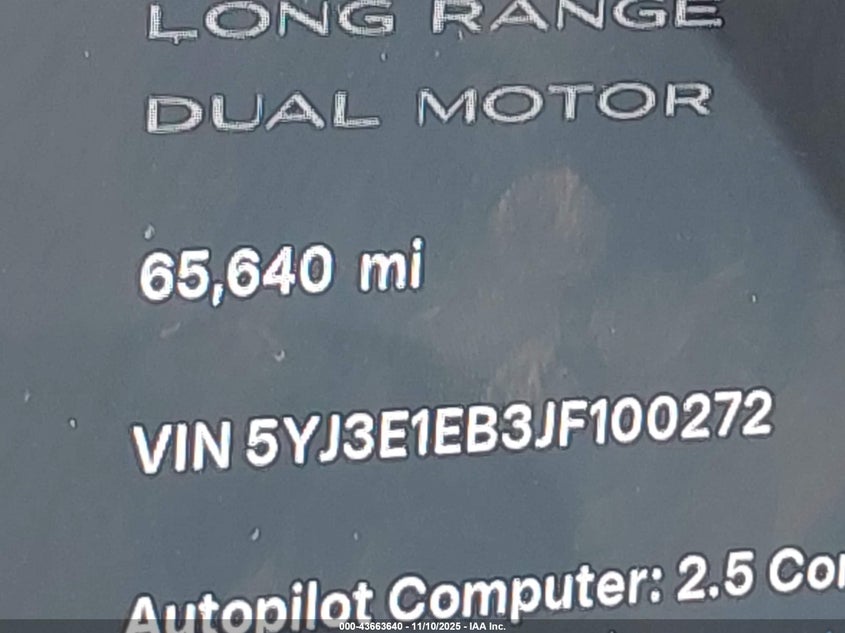 LONG RANGE
DUAL MOTOR
65,640 mi
VIN 5YJ3E1EB3JF100272
Autopilot Computer: 2.5 Co
000-43663640 - 11/10/2025 - IAA Inc.